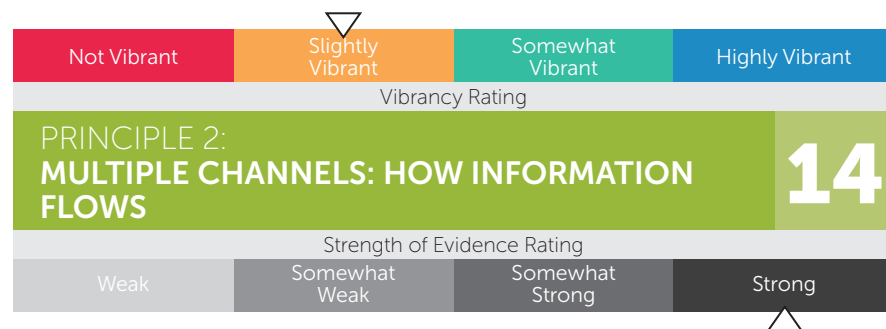 Not Vibrant
Slightly
Vibrant
Somewhat
Vibrant
Highly Vibrant
Vibrancy Rating
PRINCIPLE 2:
MULTIPLE CHANNELS: HOW INFORMATION
FLOWS
14
Strength of Evidence Rating
Weak
Somewhat
Weak
Somewhat
Strong
Strong